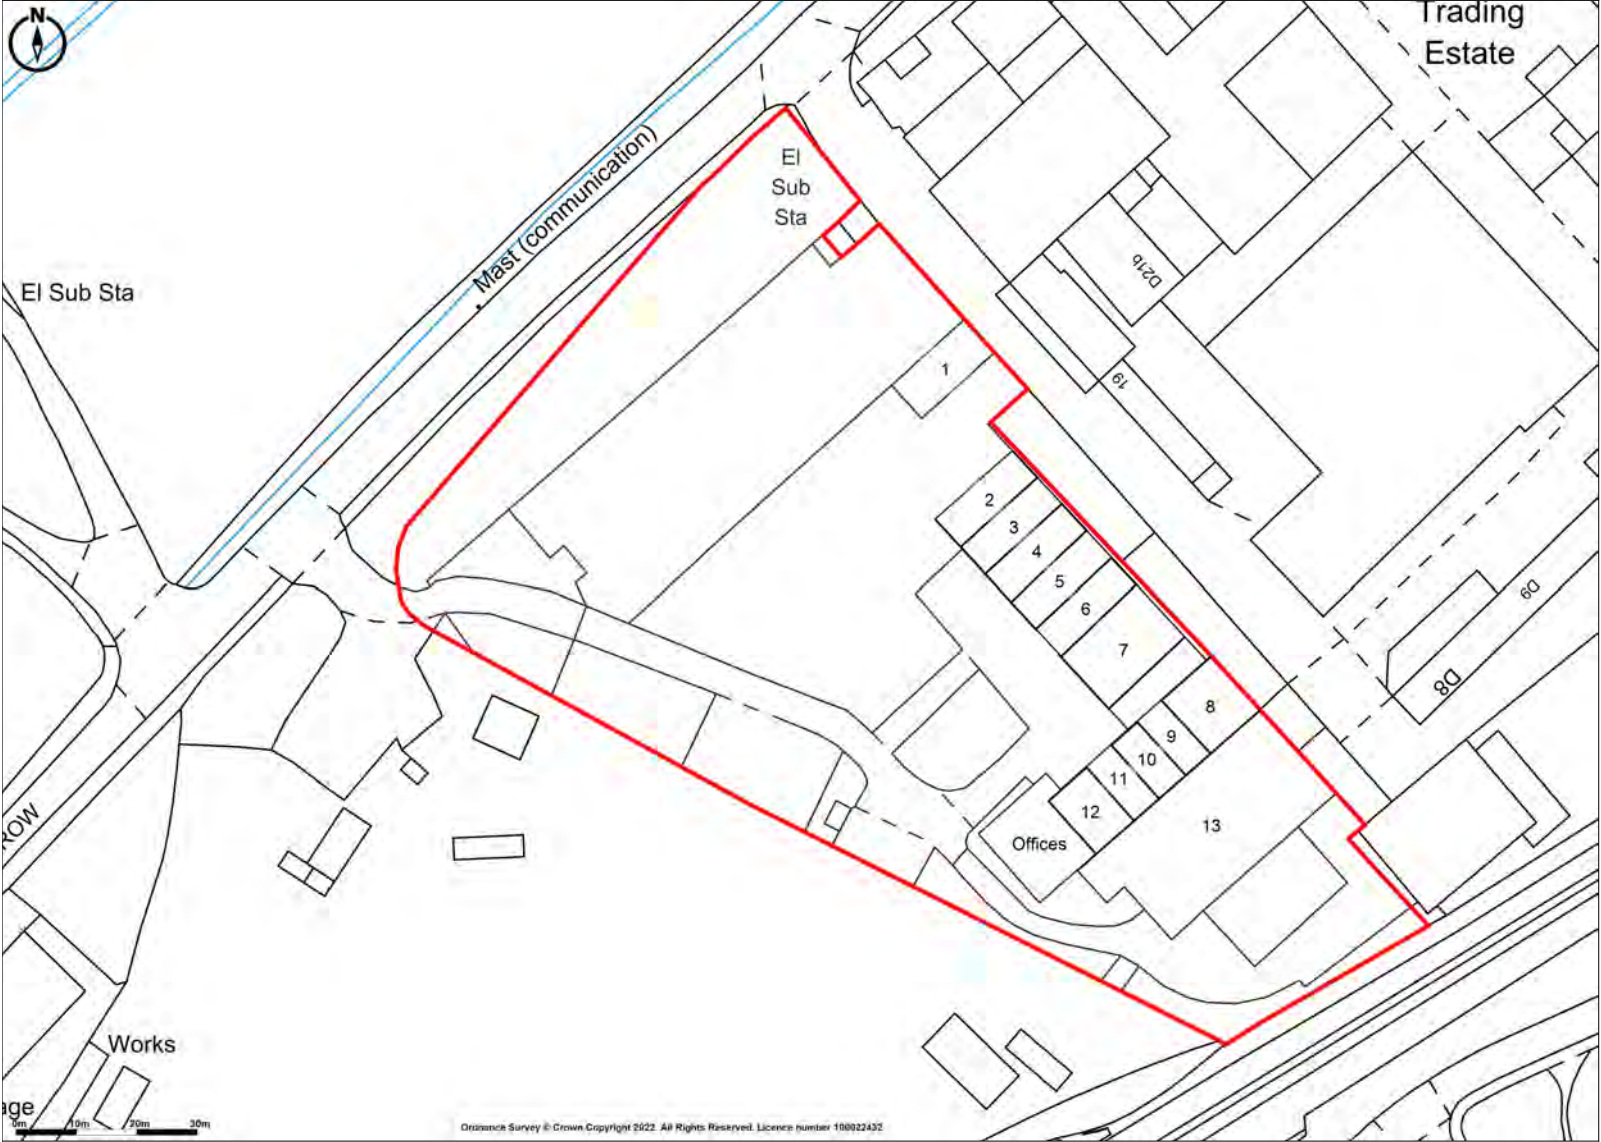 N
Trading
Estate
El
Sub
Sta
Mast (communication)
El Sub Sta
D21b
19
1
2
3
4
5
6
7
8
9
10
11
12
13
Offices
D9
D8
ROW
Works
age
0m 10m 20m 30m
Ordnance Survey © Crown Copyright 2022. All Rights Reserved. Licence number 100022432